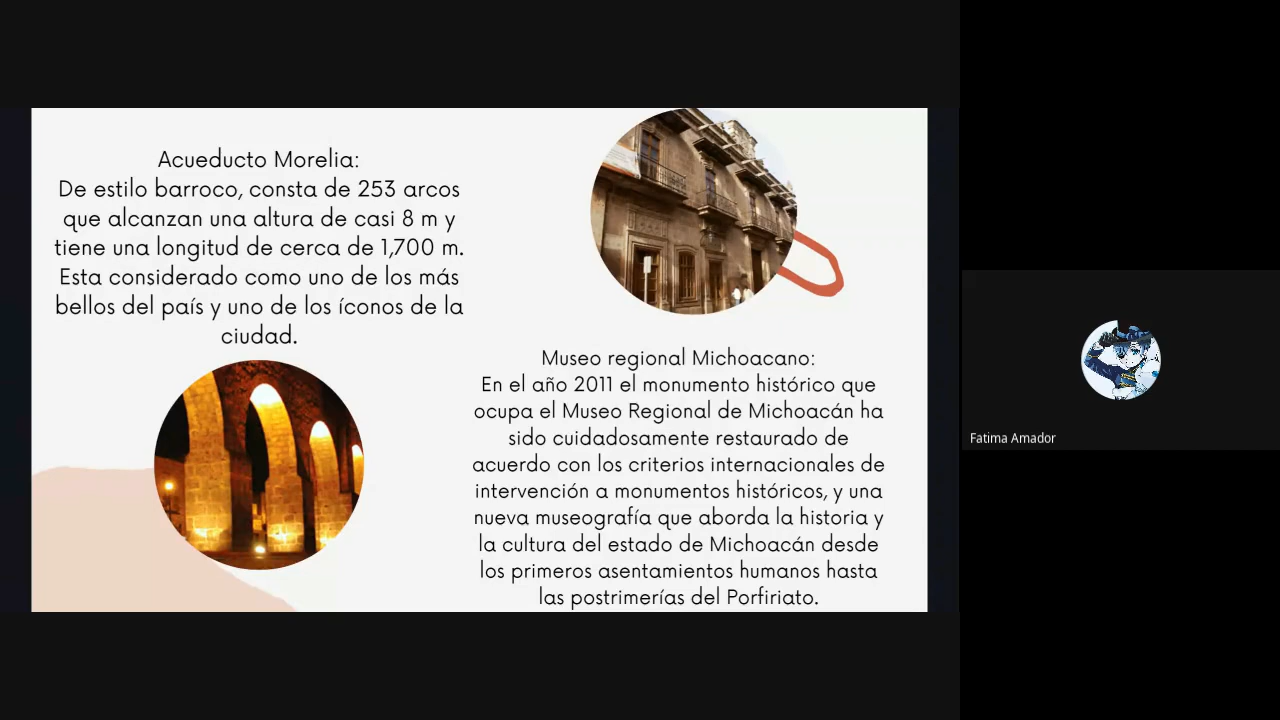 Acueducto Morelia:
De estilo barroco, consta de 253 arcos
que alcanzan una altura de casi 8 m y
tiene una longitud de cerca de 1,700 m.
Esta considerado como uno de los más
bellos del país y uno de los íconos de la
ciudad.
Museo regional Michoacano:
En el año 2011 el monumento histórico que
ocupa el Museo Regional de Michoacán ha
sido cuidadosamente restaurado de
acuerdo con los criterios internacionales de
intervención a monumentos históricos, y una
nueva museografía que aborda la historia y
la cultura del estado de Michoacán desde
los primeros asentamientos humanos hasta
las postrimerías del Porfiriato.
Fatima Amador